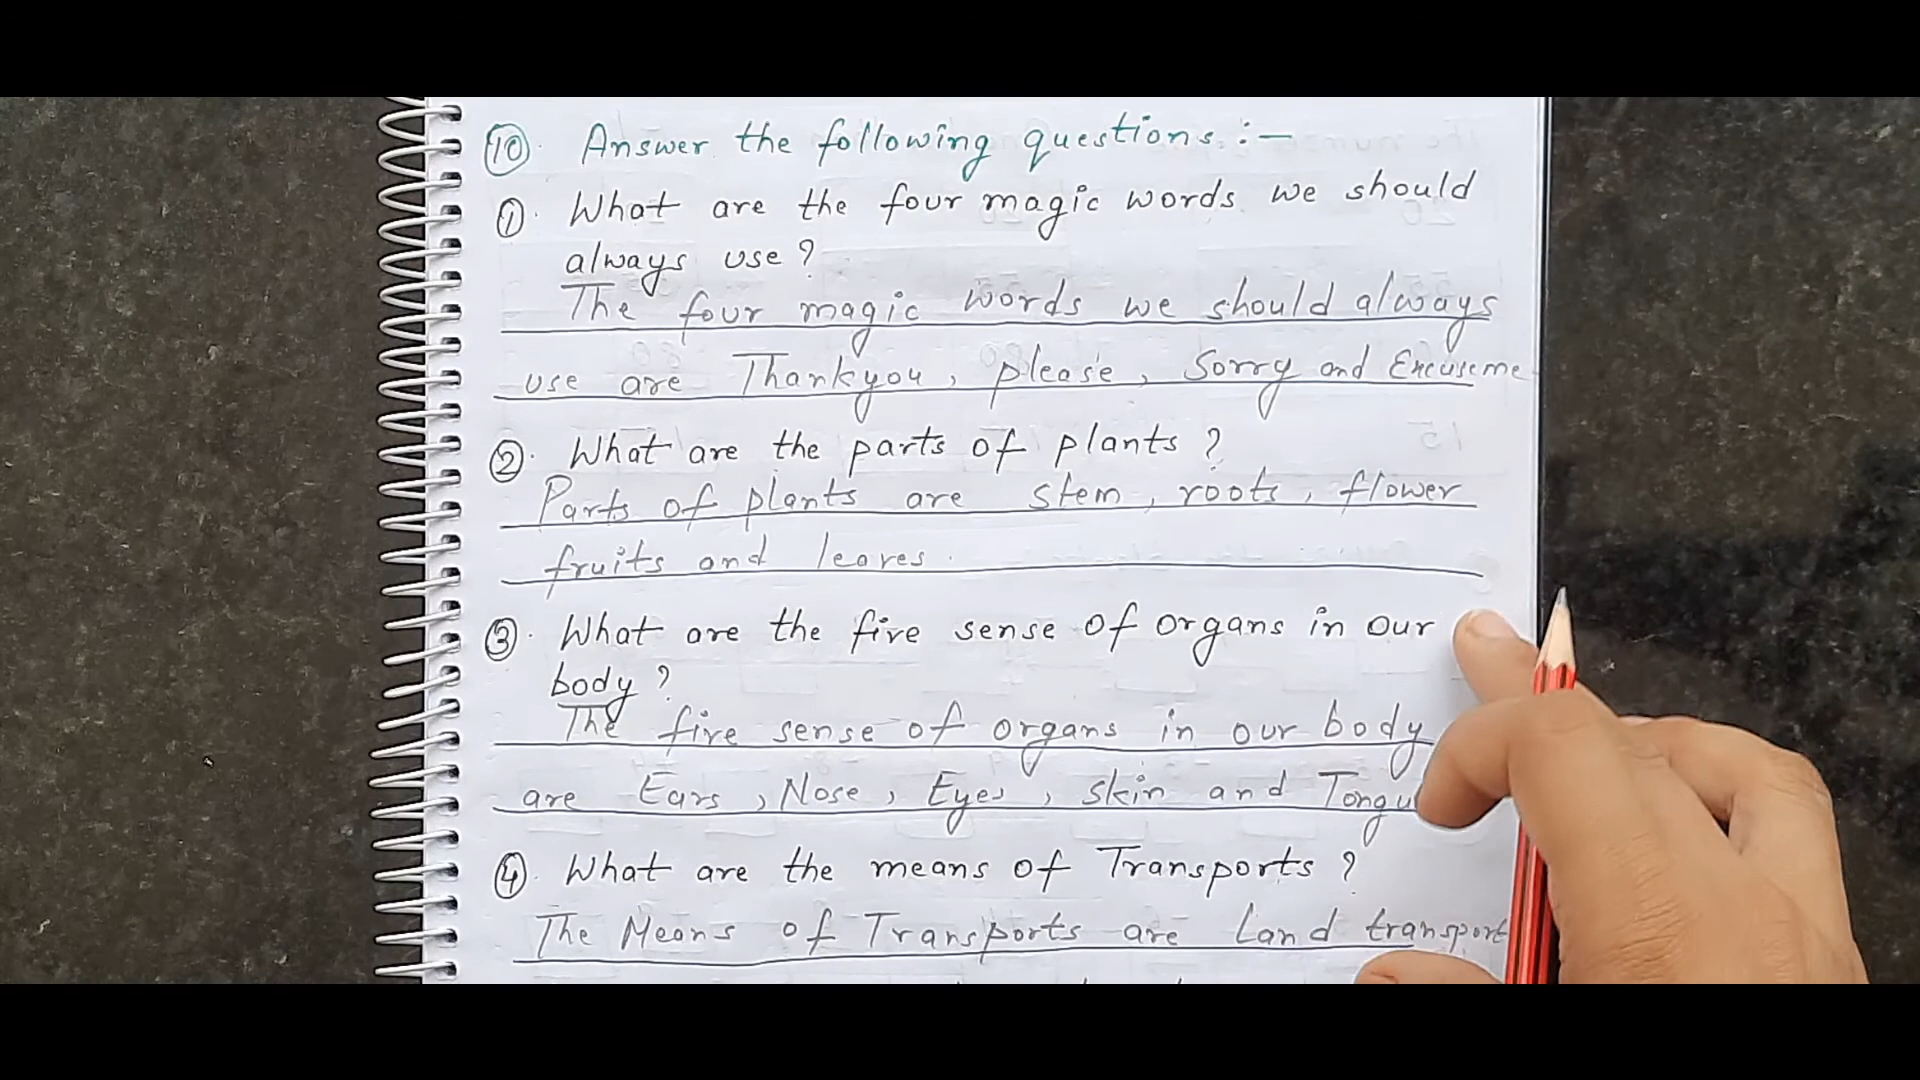 10. Answer the following questions. :-
1. What are the four magic words we should
always use ?
The four magic words we should always
use are Thankyou, please, Sorry and Excuse me
2. What are the parts of plants ?
Parts of plants are stem, roots, flower
fruits and leaves.
3. What are the five sense of organs in our
body ?
The five sense of organs in our body
are Ears, Nose, Eyes, skin and
4. What are the means of Transports ?
The Means of Transports are Land transport